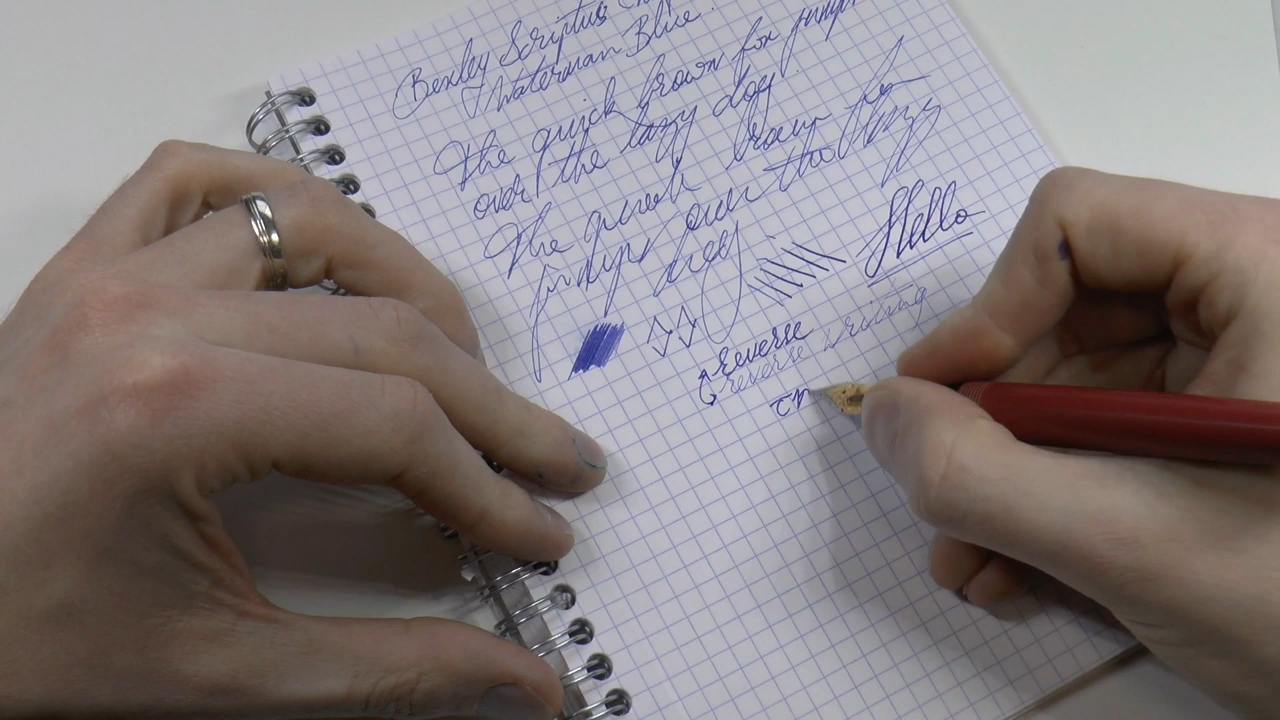 Bexley Scriptus
Waterman Blue.
The quick brown fox jumps
over the lazy dog.
The quick brown fox
jumps over the lazy
dog
Hello
Reverse
reverse writing